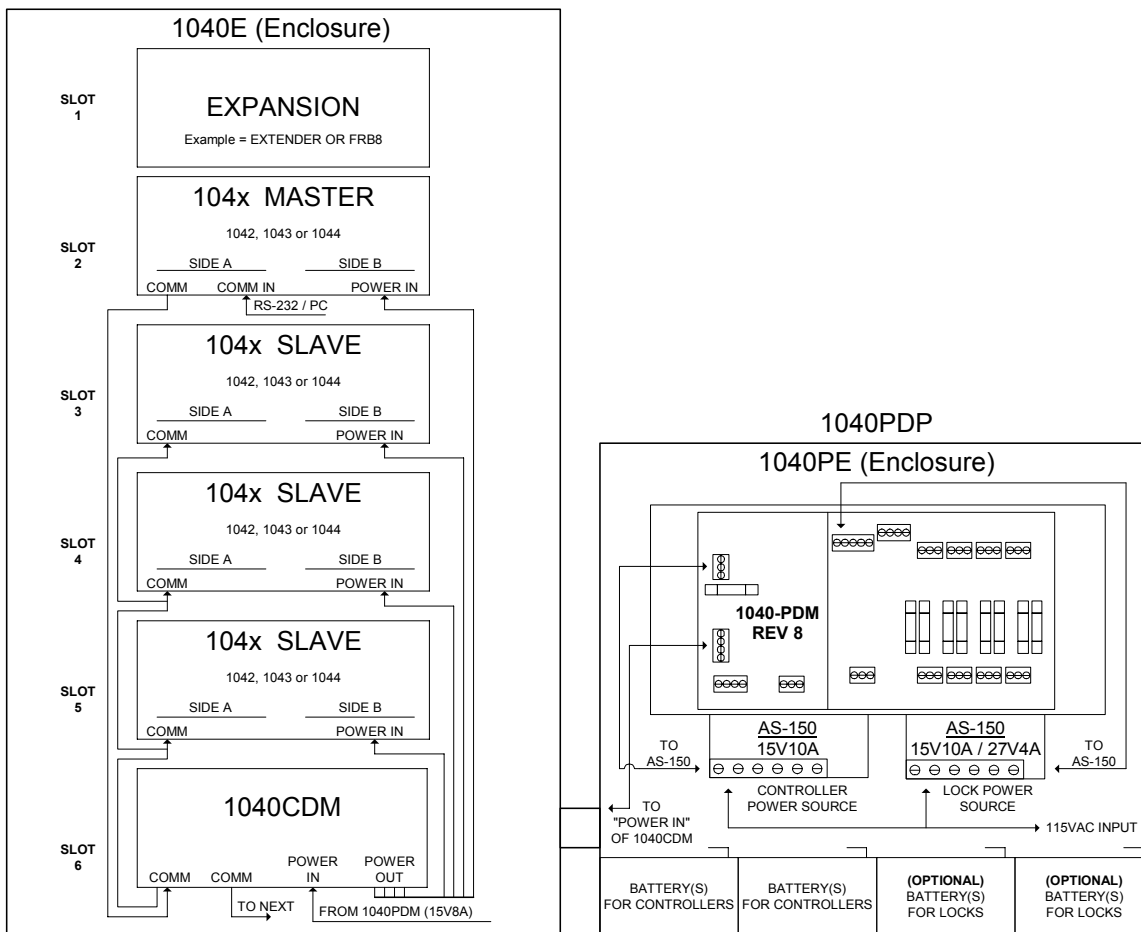 1040E (Enclosure)
SLOT
1
EXPANSION
Example = EXTENDER OR FRB8
SLOT
2
104x MASTER
1042, 1043 or 1044
SIDE A
SIDE B
COMM
COMM IN
POWER IN
RS-232 / PC
SLOT
3
104x SLAVE
1042, 1043 or 1044
SIDE A
SIDE B
COMM
POWER IN
SLOT
4
104x SLAVE
1042, 1043 or 1044
SIDE A
SIDE B
COMM
POWER IN
SLOT
5
104x SLAVE
1042, 1043 or 1044
SIDE A
SIDE B
COMM
POWER IN
SLOT
6
1040CDM
COMM
COMM
POWER
IN
POWER
OUT
TO NEXT
FROM 1040PDM (15V8A)
1040PDP
1040PE (Enclosure)
1040-PDM
REV 8
AS-150
15V10A
AS-150
15V10A / 27V4A
TO
AS-150
TO
AS-150
CONTROLLER
POWER SOURCE
LOCK POWER
SOURCE
TO
"POWER IN"
OF 1040CDM
115VAC INPUT
BATTERY(S)
FOR CONTROLLERS
BATTERY(S)
FOR CONTROLLERS
(OPTIONAL)
BATTERY(S)
FOR LOCKS
(OPTIONAL)
BATTERY(S)
FOR LOCKS